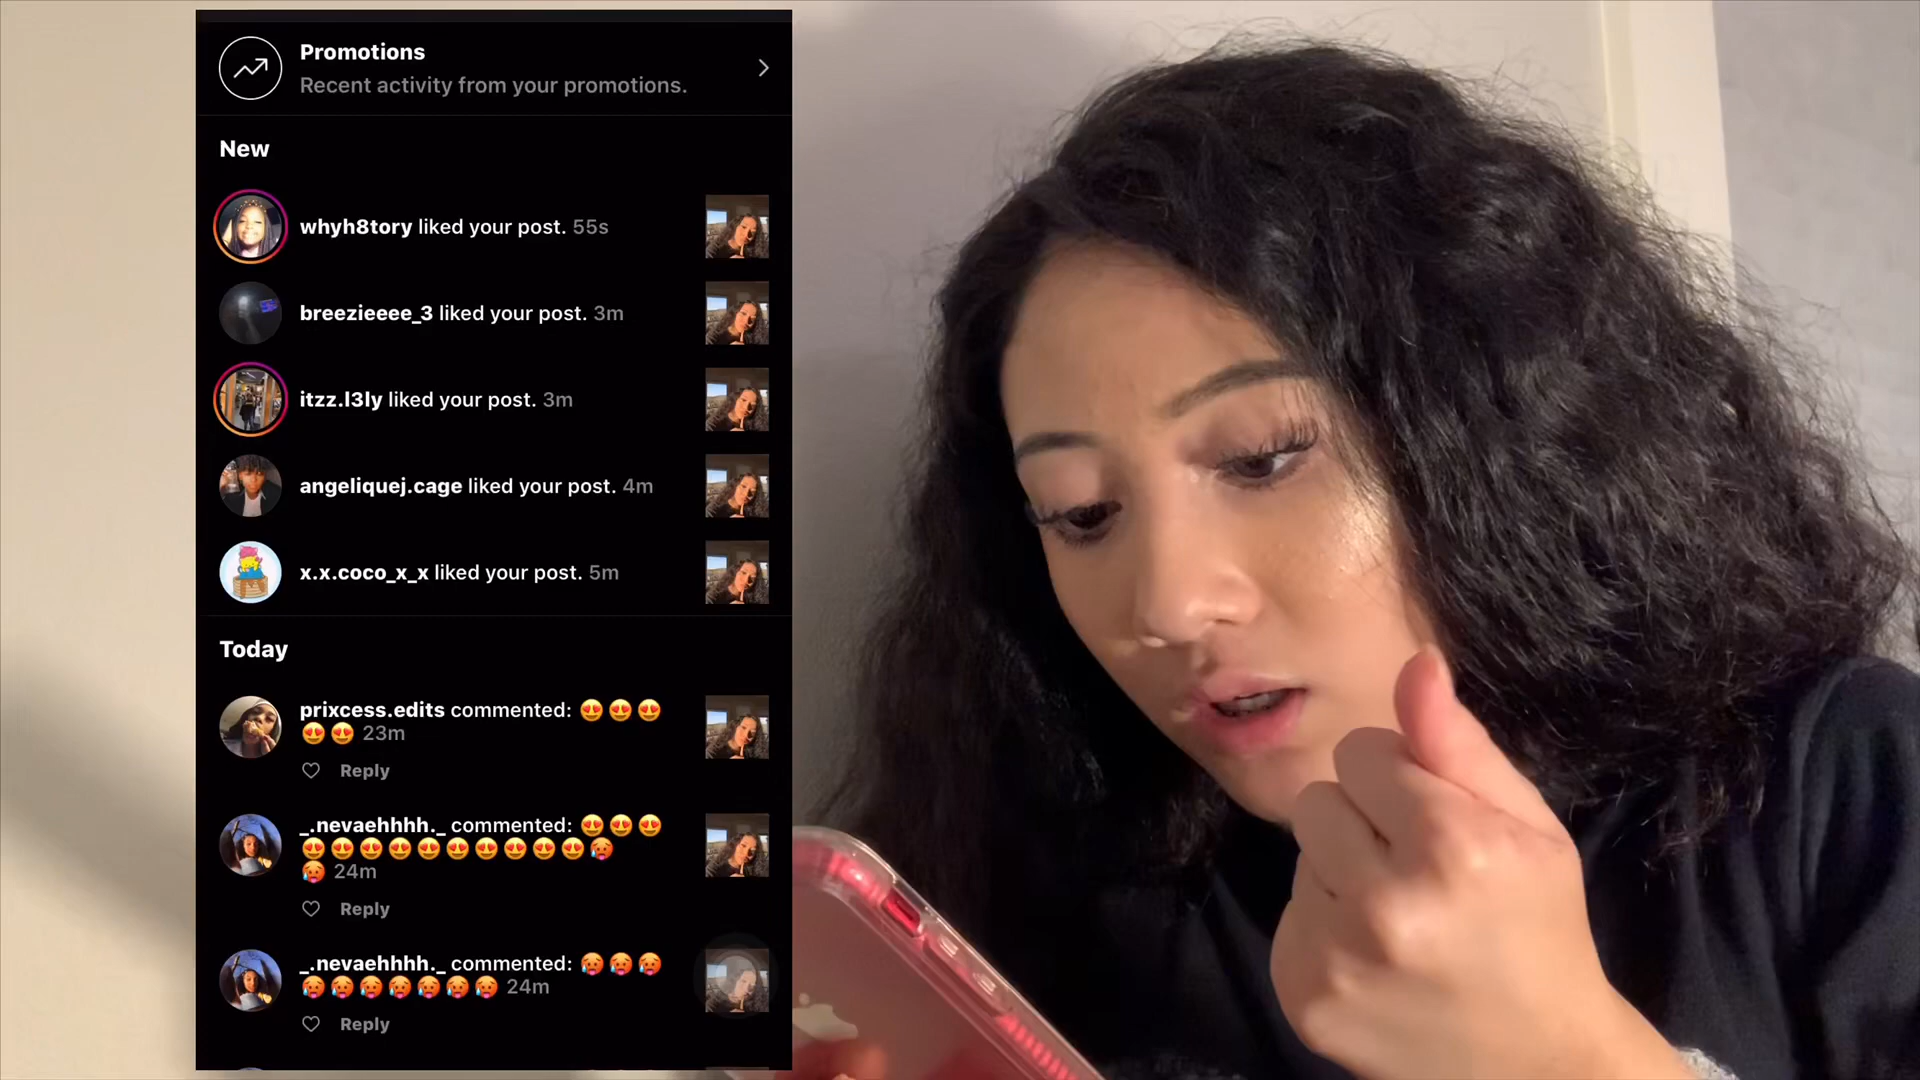 Promotions
Recent activity from your promotions.
New
whyh8tory liked your post. 55s
breezieeee_3 liked your post. 3m
itzz.l3ly liked your post. 3m
angeliquej.cage liked your post. 4m
x.x.coco_x_x liked your post. 5m
Today
prixcess.edits commented: 😍😍😍
😍😍 23m
Reply
_.nevaehhhh._ commented: 😍😍😍
😍😍😍😍😍😍😍😍😍😍🥵
🥵 24m
Reply
_.nevaehhhh._ commented: 🥵🥵🥵
🥵🥵🥵🥵🥵🥵🥵 24m
Reply